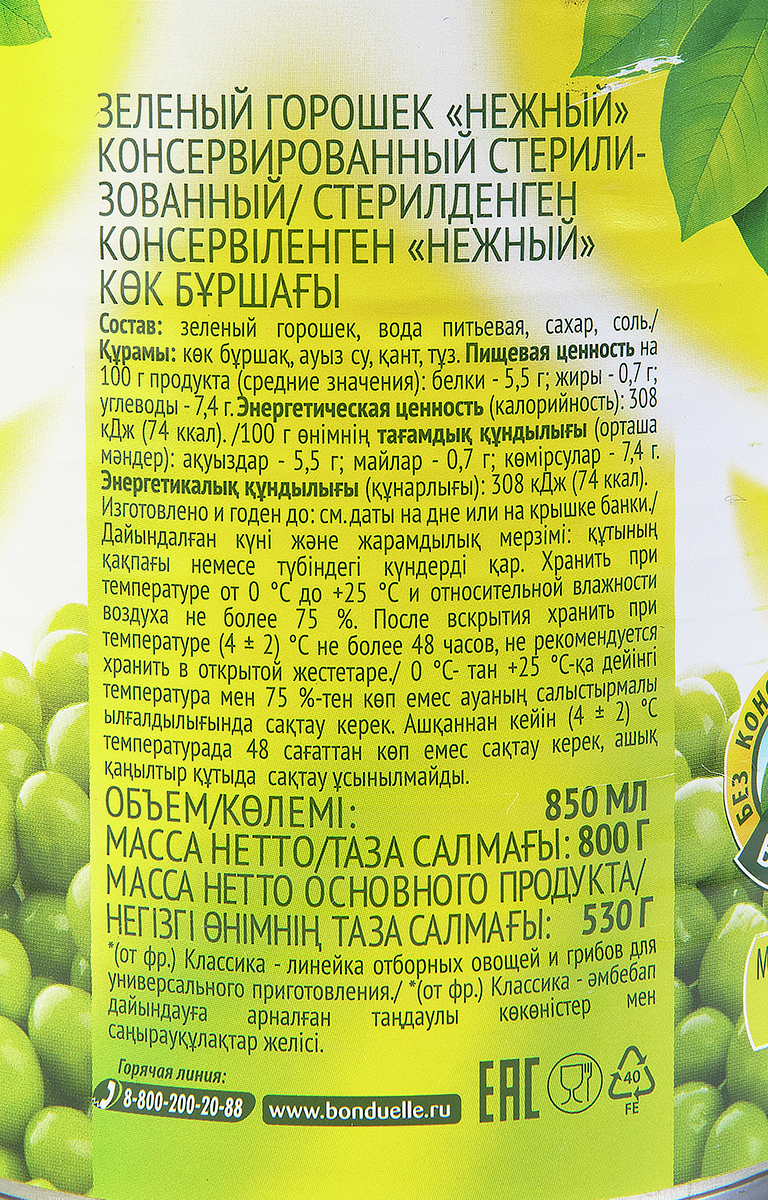 ЗЕЛЕНЫЙ ГОРОШЕК «НЕЖНЫЙ»
КОНСЕРВИРОВАННЫЙ СТЕРИЛИ-
ЗОВАННЫЙ/ СТЕРИЛДЕНГЕН
КОНСЕРВІЛЕНГЕН «НЕЖНЫЙ»
КӨК БҰРШАҒЫ
Состав: зеленый горошек, вода питьевая, сахар, соль./
Құрамы: көк бұршақ, ауыз су, қант, тұз. Пищевая ценность на
100 г продукта (средние значения): белки - 5,5 г; жиры - 0,7 г;
углеводы - 7,4 г. Энергетическая ценность (калорийность): 308
кДж (74 ккал). /100 г өнімнің тағамдық құндылығы (орташа
мәндер): ақуыздар - 5,5 г; майлар - 0,7 г; көмірсулар - 7,4 г.
Энергетикалық құндылығы (құнарлығы): 308 кДж (74 ккал).
Изготовлено и годен до: см. даты на дне или на крышке банки./
Дайындалған күні және жарамдылық мерзімі: құтының
қақпағы немесе түбіндегі күндерді қар. Хранить при
температуре от 0 °С до +25 °С и относительной влажности
воздуха не более 75 %. После вскрытия хранить при
температуре (4 ± 2) °С не более 48 часов, не рекомендуется
хранить в открытой жестетаре./ 0 °С- тан +25 °С-қа дейінгі
температура мен 75 %-тен көп емес ауаның салыстырмалы
ылғалдылығында сақтау керек. Ашқаннан кейін (4 ± 2) °С
температурада 48 сағаттан көп емес сақтау керек, ашық
қаңылтыр құтыда сақтау ұсынылмайды.
ОБЪЕМ/КӨЛЕМІ: 850 МЛ
МАССА НЕТТО/ТАЗА САЛМАҒЫ: 800 Г
МАССА НЕТТО ОСНОВНОГО ПРОДУКТА/
НЕГІЗГІ ӨНІМНІҢ ТАЗА САЛМАҒЫ: 530 Г
*(от фр.) Классика - линейка отборных овощей и грибов для
универсального приготовления./ *(от фр.) Классика - әмбебап
дайындауға арналған таңдаулы көкөністер мен
саңырауқұлақтар желісі.
Горячая линия:
8-800-200-20-88 www.bonduelle.ru
EAC
40
FE
БЕЗ